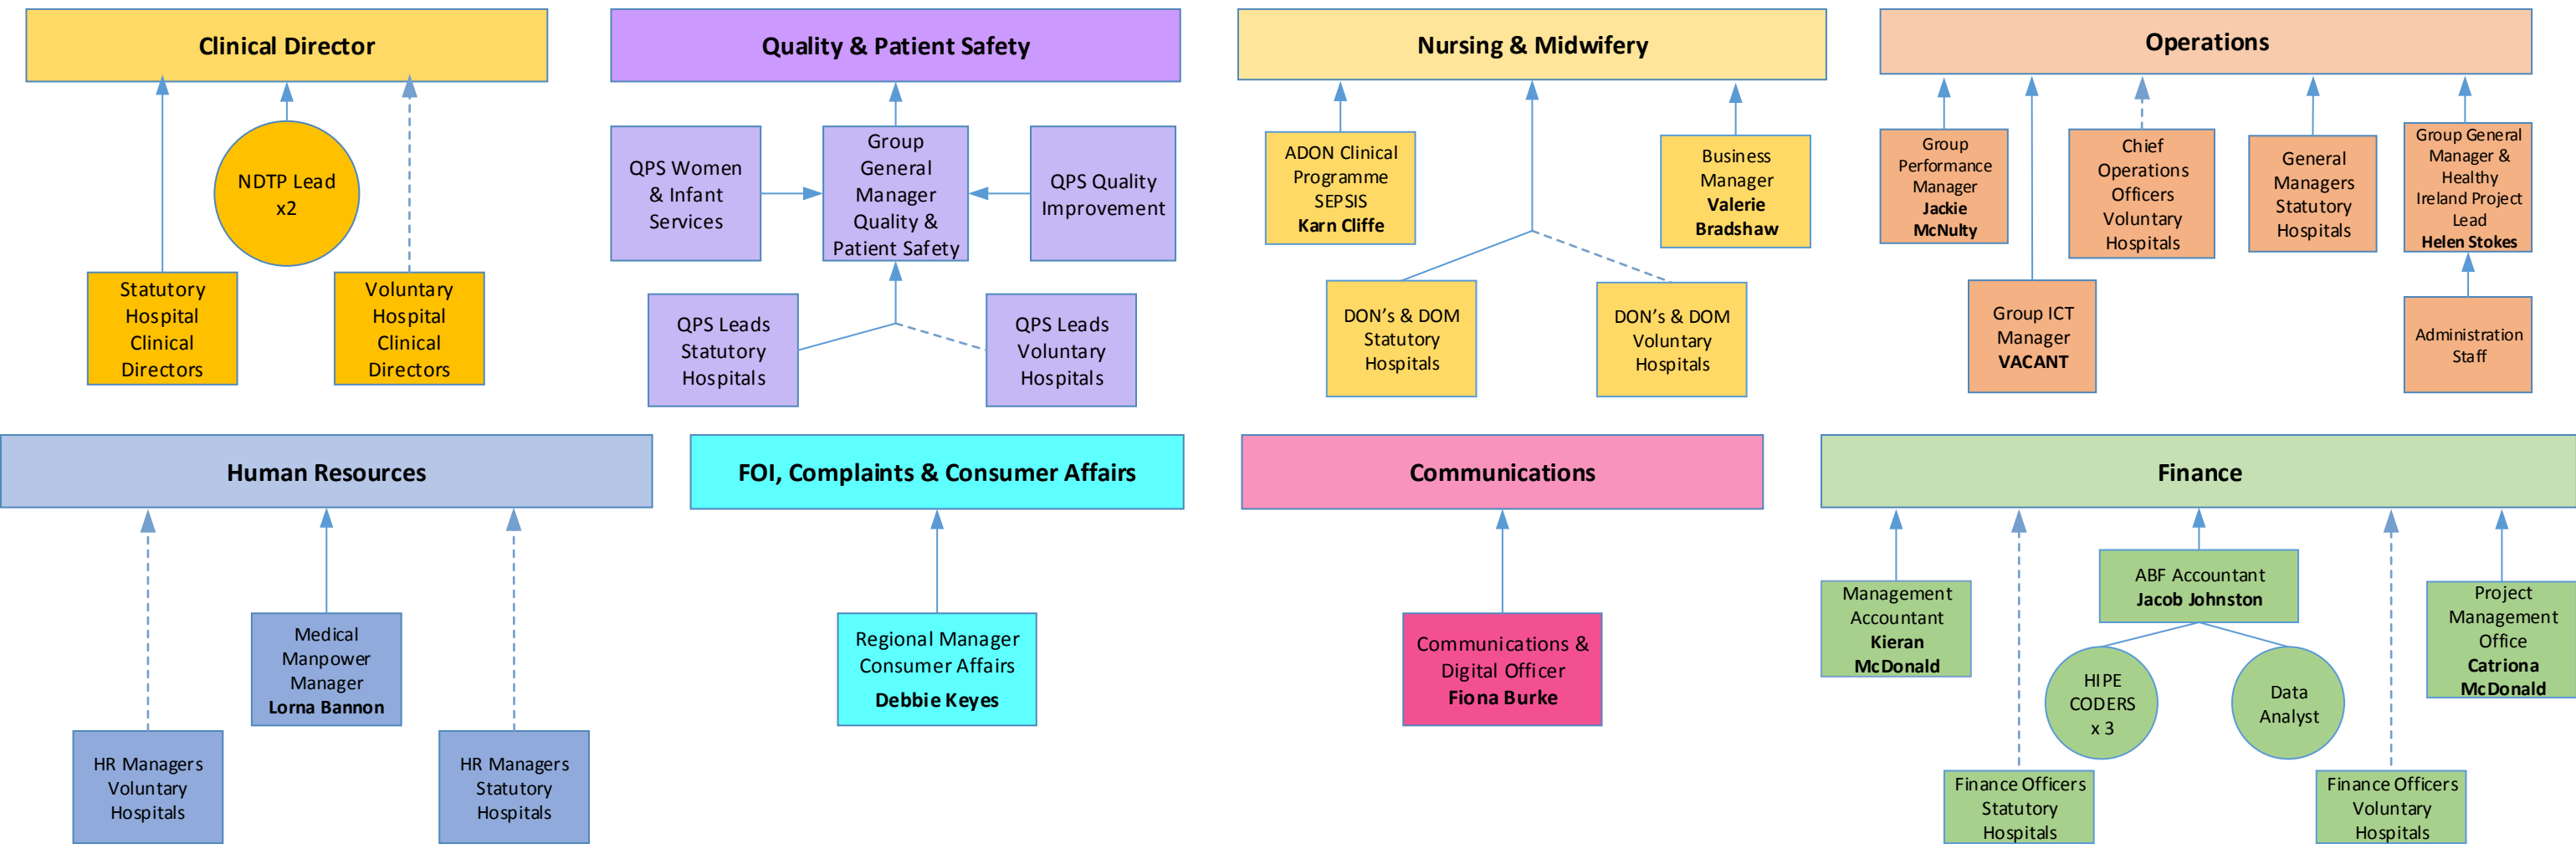 Clinical Director
NDTP Lead
x2
Statutory
Hospital
Clinical
Directors
Voluntary
Hospital
Clinical
Directors
Quality & Patient Safety
QPS Women
& Infant
Services
Group
General
Manager
Quality &
Patient Safety
QPS Quality
Improvement
QPS Leads
Statutory
Hospitals
QPS Leads
Voluntary
Hospitals
Nursing & Midwifery
ADON Clinical
Programme
SEPSIS
Karn Cliffe
Business
Manager
Valerie
Bradshaw
DON's & DOM
Statutory
Hospitals
DON's & DOM
Voluntary
Hospitals
Operations
Group
Performance
Manager
Jackie
McNulty
Chief
Operations
Officers
Voluntary
Hospitals
General
Managers
Statutory
Hospitals
Group General
Manager &
Healthy
Ireland Project
Lead
Helen Stokes
Group ICT
Manager
VACANT
Administration
Staff
Human Resources
Medical
Manpower
Manager
Lorna Bannon
HR Managers
Voluntary
Hospitals
HR Managers
Statutory
Hospitals
FOI, Complaints & Consumer Affairs
Regional Manager
Consumer Affairs
Debbie Keyes
Communications
Communications &
Digital Officer
Fiona Burke
Finance
Management
Accountant
Kieran
McDonald
ABF Accountant
Jacob Johnston
Project
Management
Office
Catriona
McDonald
HIPE
CODERS
x 3
Data
Analyst
Finance Officers
Statutory
Hospitals
Finance Officers
Voluntary
Hospitals